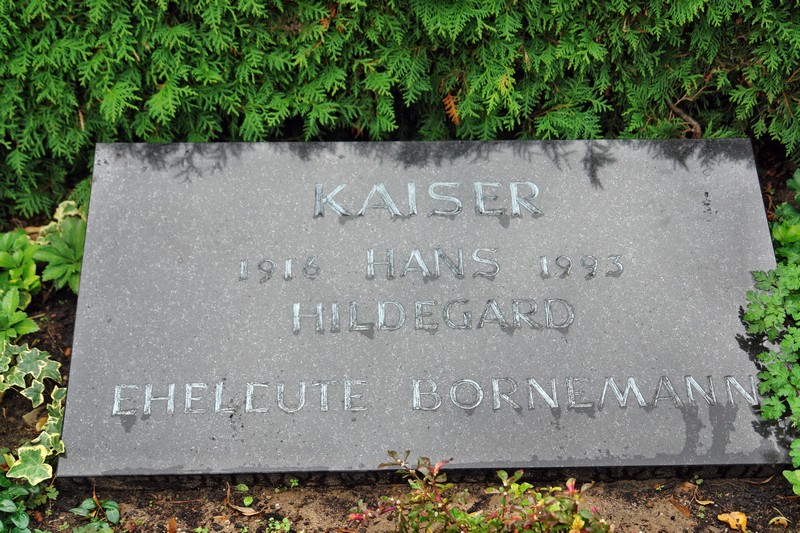 KAISER
1916 HANS 1993
HILDEGARD
EHELEUTE BORNEMANN